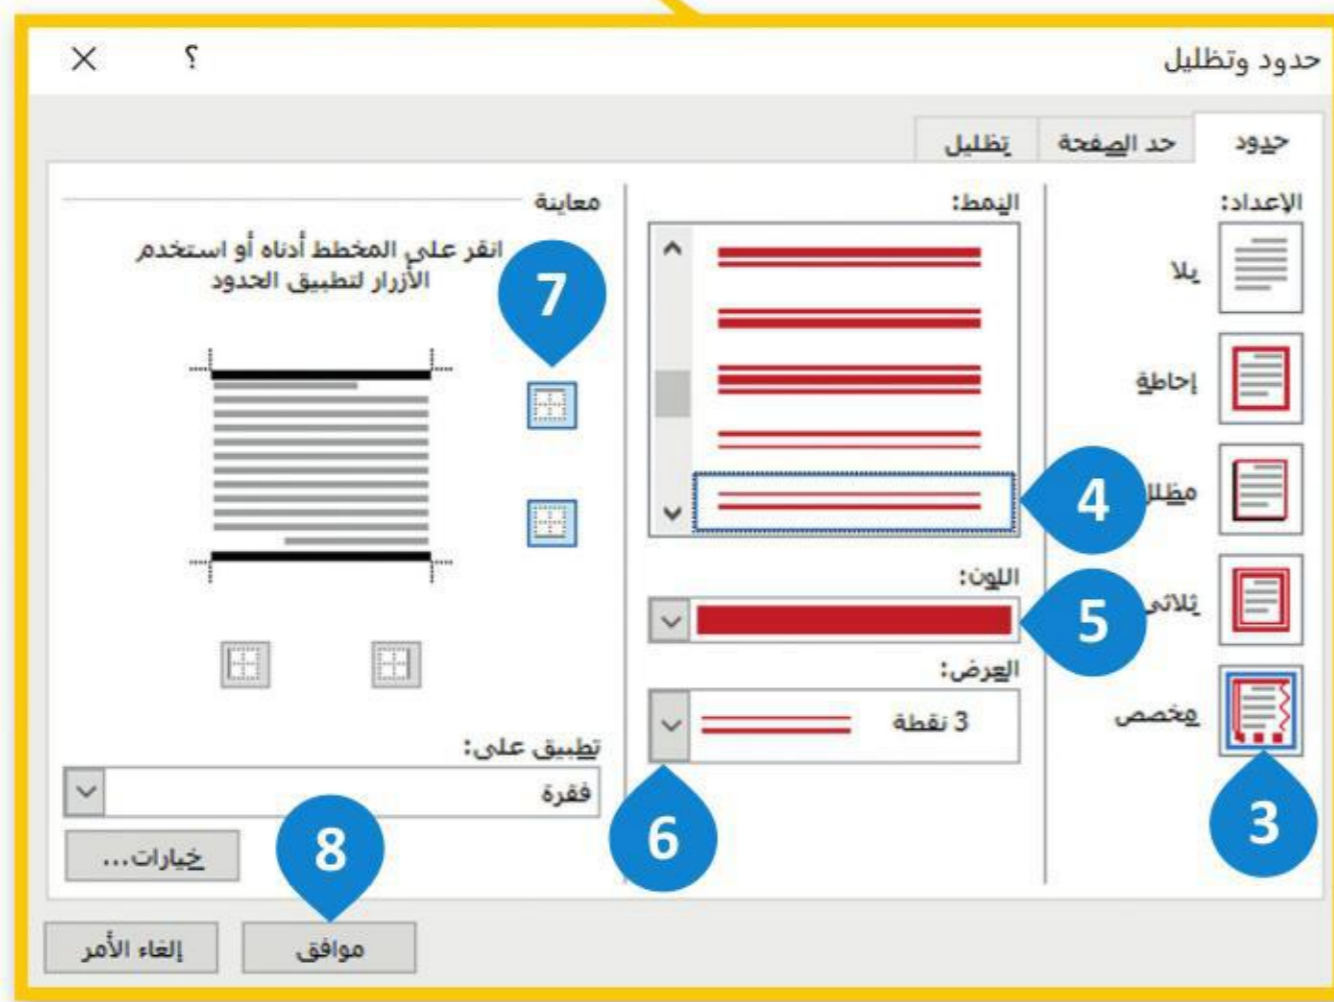 حدود وتظليل
؟
حدود
حد الصفحة
تظليل
الإعداد:
بلا
إحاطة
مظلل
ثلاثي
مخصص
3
النمط:
4
اللون:
5
العرض:
3 نقطة
6
معاينة
انقر على المخطط أدناه أو استخدم
الأزرار لتطبيق الحدود
7
تطبيق على:
فقرة
خيارات...
8
موافق
إلغاء الأمر